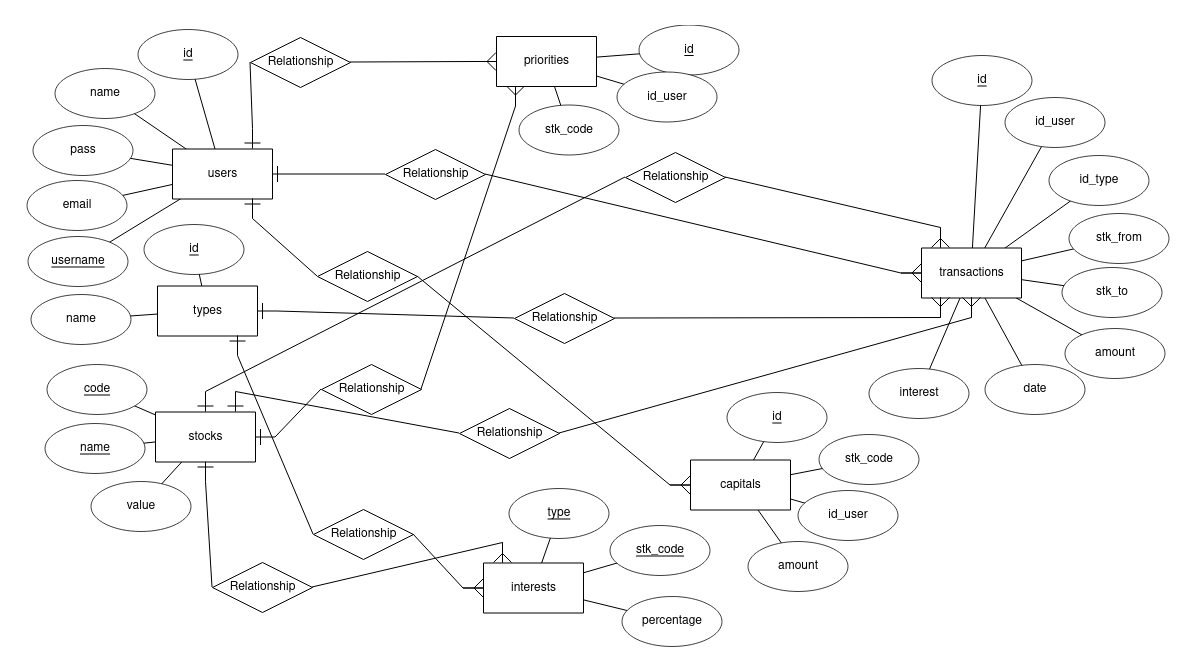 id
Relationship
priorities
id
name
id_user
id
stk_code
id_user
pass
users
Relationship
Relationship
id_type
email
username
id
stk_from
Relationship
transactions
stk_to
name
types
Relationship
amount
code
Relationship
interest
date
name
stocks
Relationship
id
stk_code
value
capitals
type
id_user
Relationship
stk_code
amount
Relationship
interests
percentage